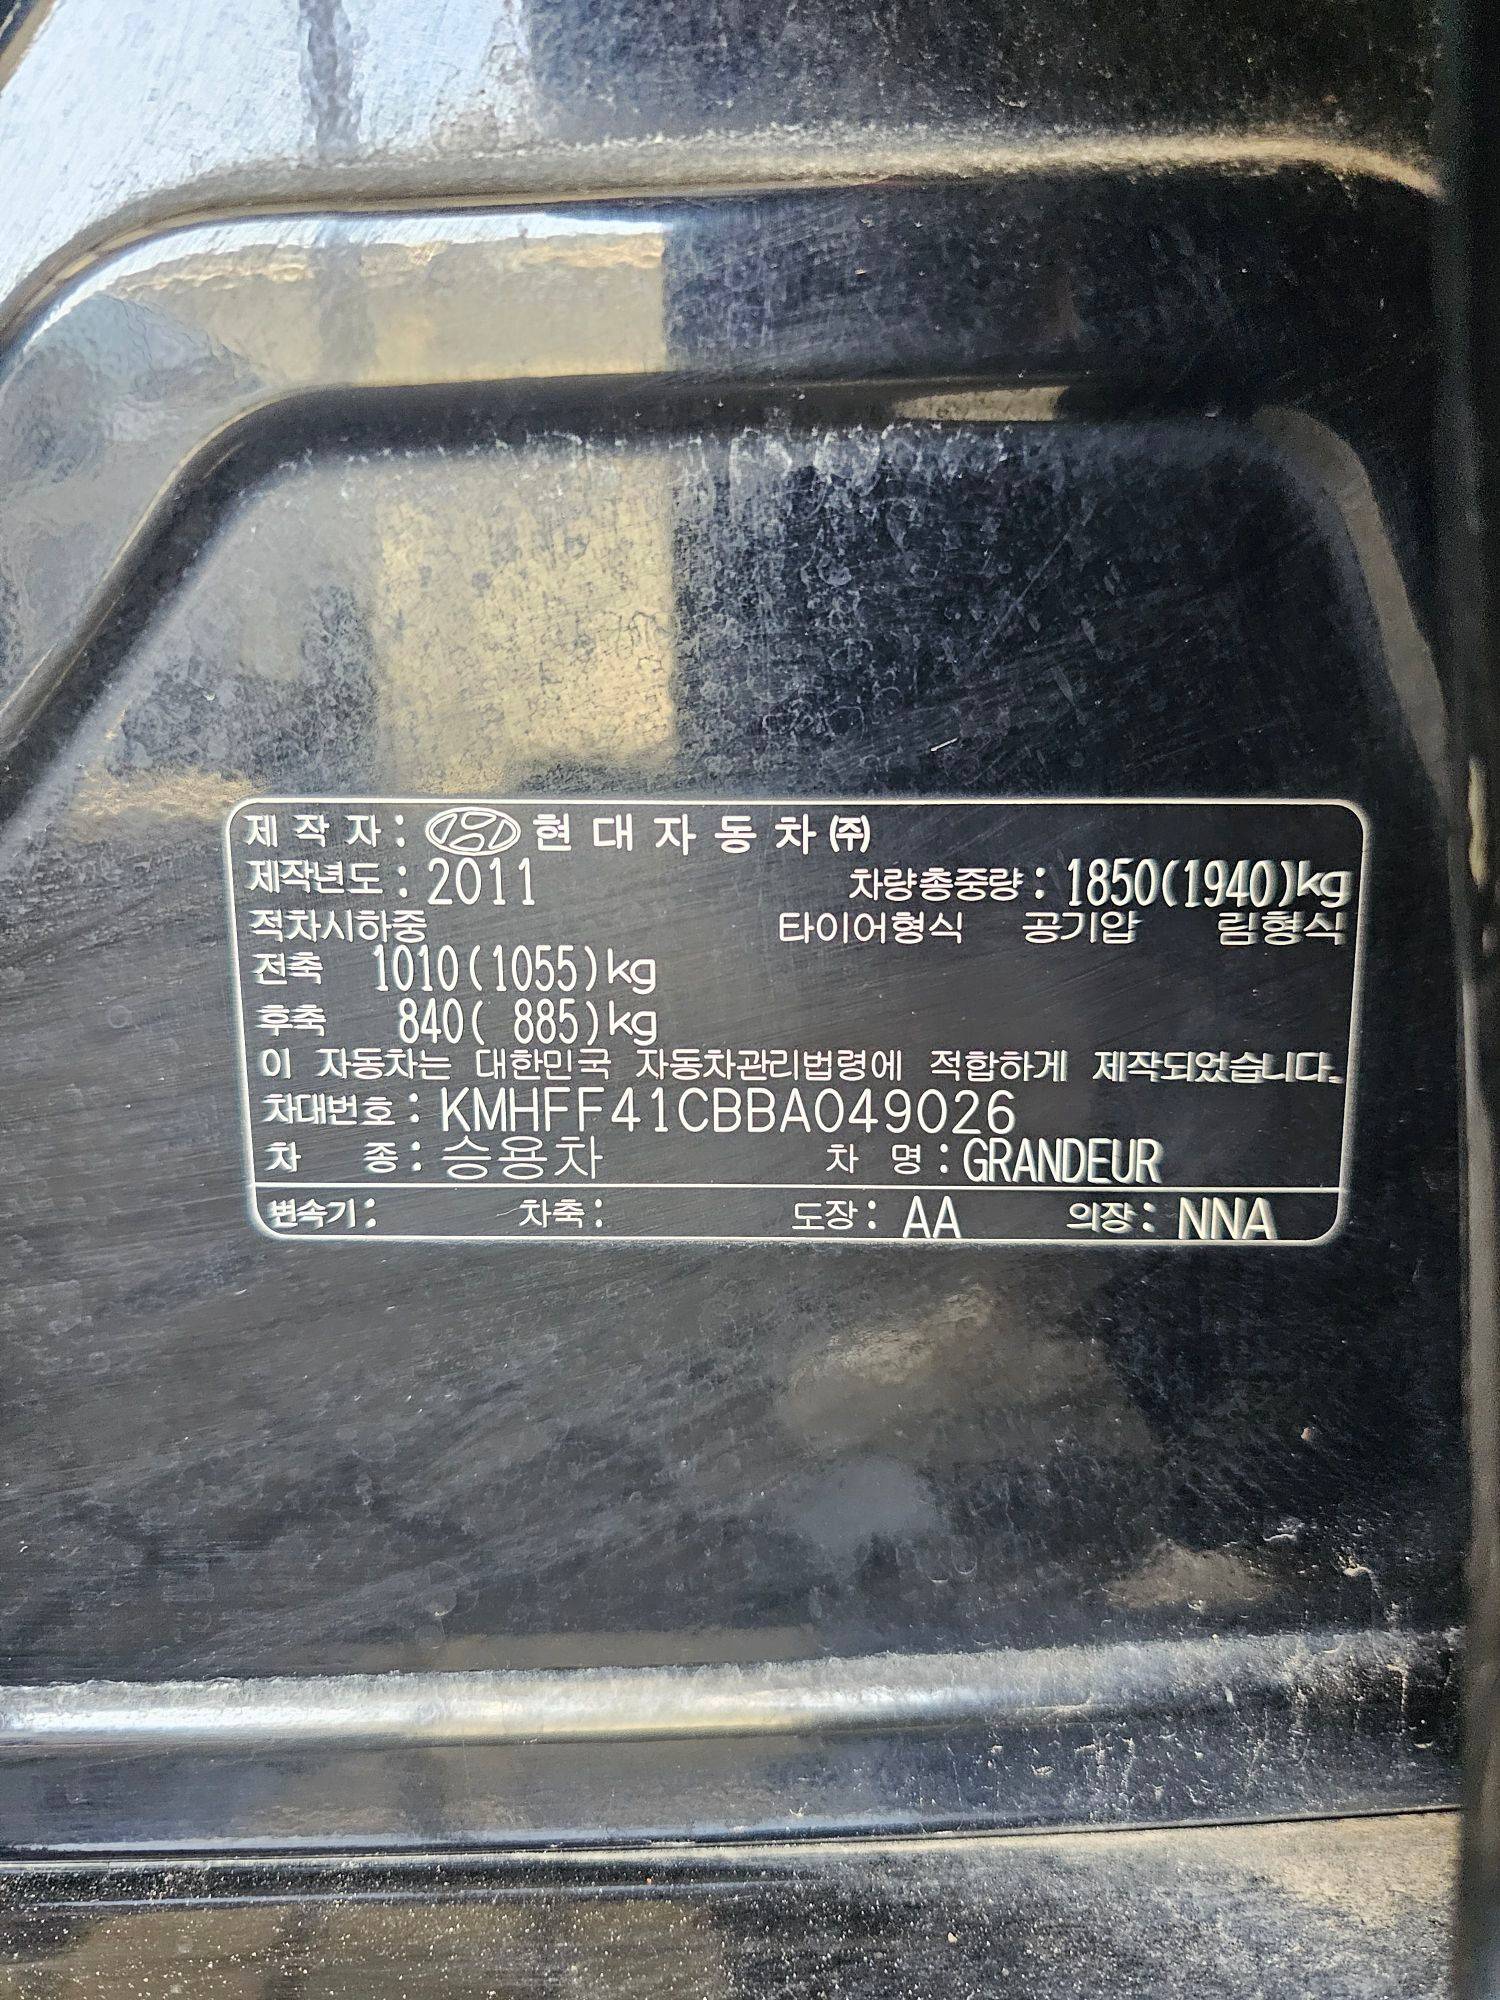 제 작 자 : 현 대 자 동 차 ㈜
제작년도 : 2011 차량총중량 : 1850(1940)kg
적차시하중 타이어형식 공기압 림형식
전축 1010(1055)kg
후축 840( 885)kg
이 자동차는 대한민국 자동차관리법령에 적합하게 제작되었습니다.
차대번호 : KMHFF41CBBA049026
차 종 : 승용차 차 명 : GRANDEUR
변속기 : 차축 : 도장 : AA 의장 : NNA